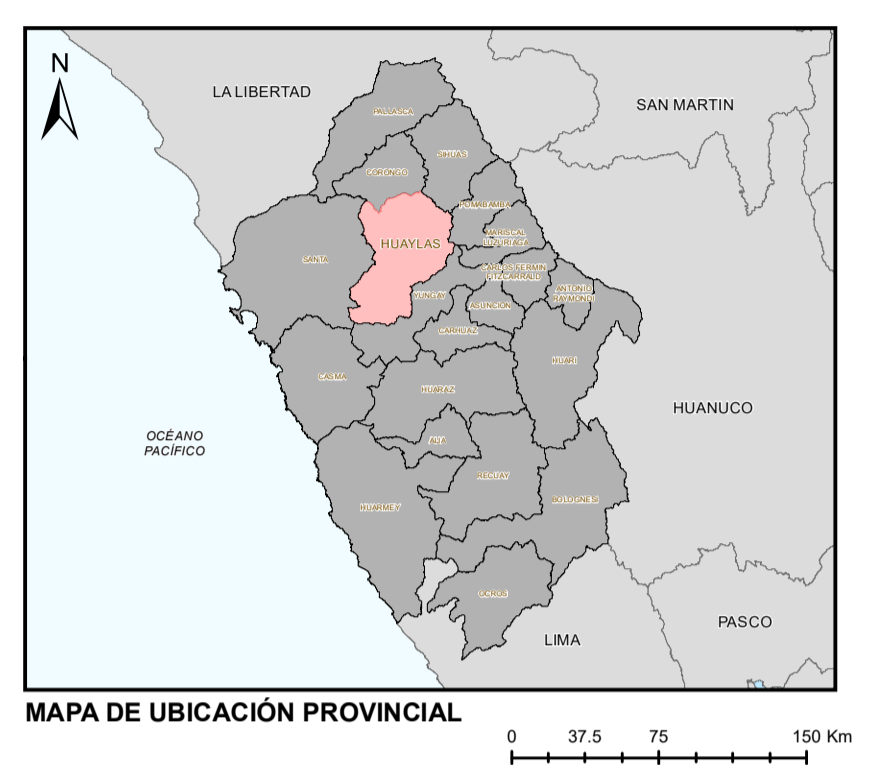 N
LA LIBERTAD
SAN MARTIN
PALLASCA
SIHUAS
CORONGO
POMABAMBA
MARISCAL
LUZURIAGA
HUAYLAS
SANTA
CARLOS FERMIN
FITZCARRALD
ANTONIO
RAYMONDI
YUNGAY
ASUNCION
CARHUAZ
HUARI
CASMA
HUARAZ
HUANUCO
OCÉANO
PACÍFICO
AIJA
RECUAY
BOLOGNESI
HUARMEY
OCROS
PASCO
LIMA
MAPA DE UBICACIÓN PROVINCIAL
0 37.5 75 150 Km